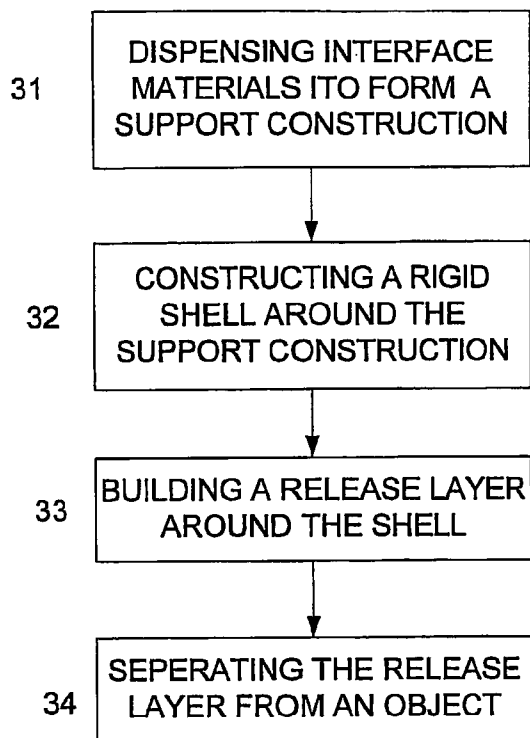 31
DISPENSING INTERFACE
MATERIALS ITO FORM A
SUPPORT CONSTRUCTION
32
CONSTRUCTING A RIGID
SHELL AROUND THE
SUPPORT CONSTRUCTION
33
BUILDING A RELEASE LAYER
AROUND THE SHELL
34
SEPERATING THE RELEASE
LAYER FROM AN OBJECT